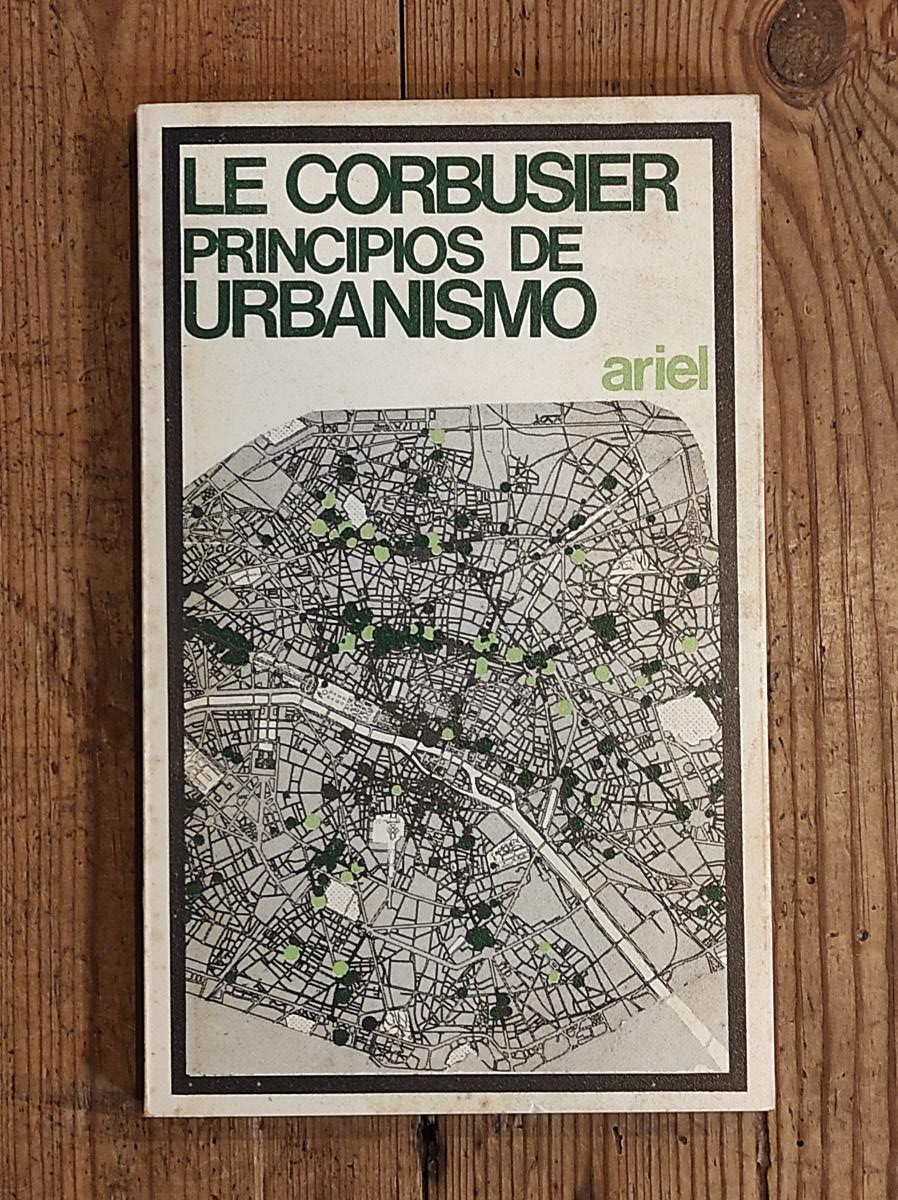 LE CORBUSIER
PRINCIPIOS DE
URBANISMO
ariel